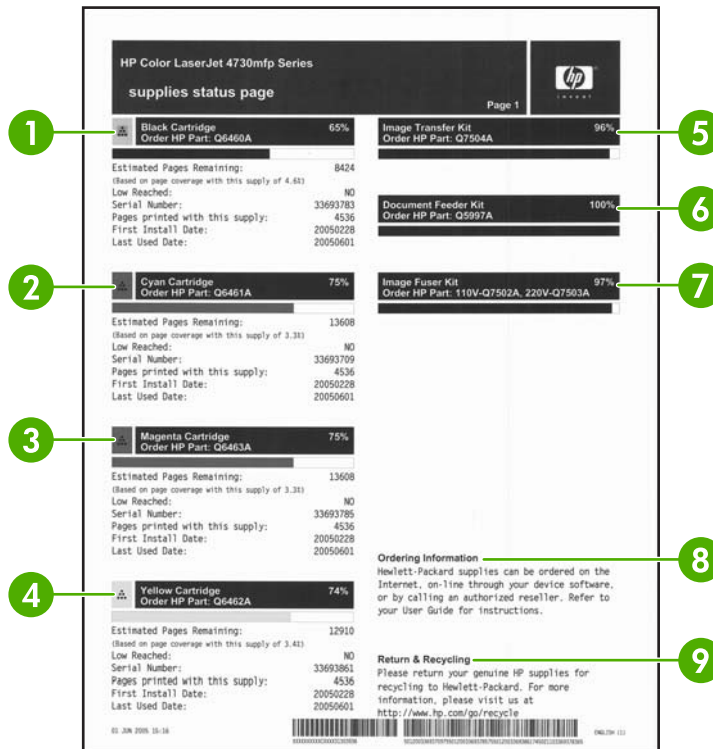 HP Color LaserJet 4730mfp Series
supplies status page
Page 1
hp
invent
1
Black Cartridge 65%
Order HP Part: Q6460A
Estimated Pages Remaining: 8424
(Based on page coverage with this supply of 4.6%)
Low Reached: NO
Serial Number: 33693783
Pages printed with this supply: 4536
First Install Date: 20050228
Last Used Date: 20050601
2
Cyan Cartridge 75%
Order HP Part: Q6461A
Estimated Pages Remaining: 13608
(Based on page coverage with this supply of 3.3%)
Low Reached: NO
Serial Number: 33693709
Pages printed with this supply: 4536
First Install Date: 20050228
Last Used Date: 20050601
3
Magenta Cartridge 75%
Order HP Part: Q6463A
Estimated Pages Remaining: 13608
(Based on page coverage with this supply of 3.3%)
Low Reached: NO
Serial Number: 33693785
Pages printed with this supply: 4536
First Install Date: 20050228
Last Used Date: 20050601
4
Yellow Cartridge 74%
Order HP Part: Q6462A
Estimated Pages Remaining: 12910
(Based on page coverage with this supply of 3.4%)
Low Reached: NO
Serial Number: 33693861
Pages printed with this supply: 4536
First Install Date: 20050228
Last Used Date: 20050601
Image Transfer Kit 96%
Order HP Part: Q7504A
5
Document Feeder Kit 100%
Order HP Part: Q5997A
6
Image Fuser Kit 97%
Order HP Part: 110V-Q7502A, 220V-Q7503A
7
Ordering Information
8
Hewlett-Packard supplies can be ordered on the
Internet, on-line through your device software,
or by calling an authorized reseller. Refer to
your User Guide for instructions.
Return & Recycling
9
Please return your genuine HP supplies for
recycling to Hewlett-Packard. For more
information, please visit us at
http://www.hp.com/go/recycle
01 JUN 2005 15:16
ENGLISH (1)